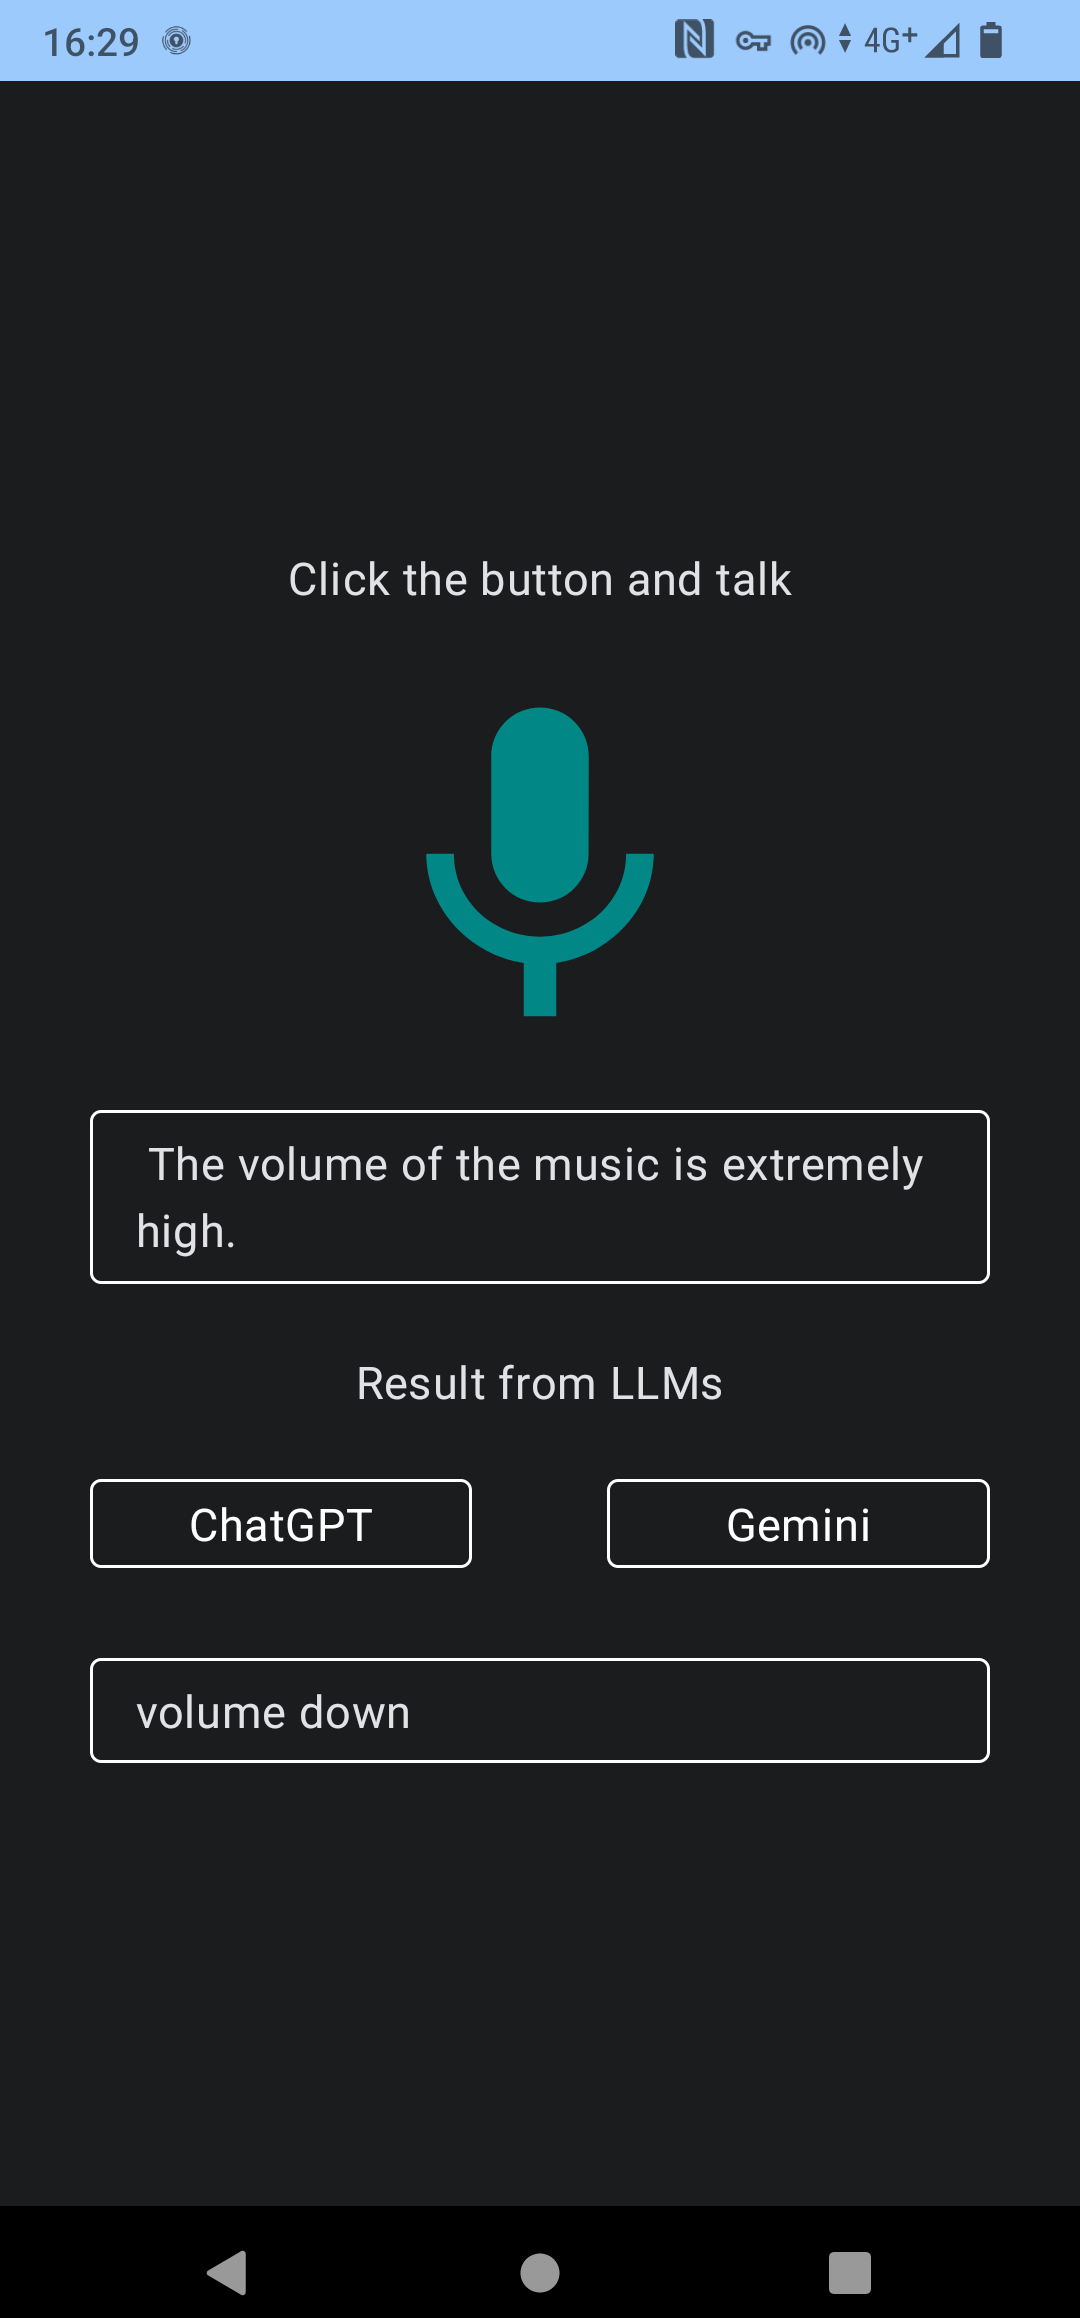 16:29 4G+
Click the button and talk
The volume of the music is extremely
high.
Result from LLMs
ChatGPT Gemini
volume down